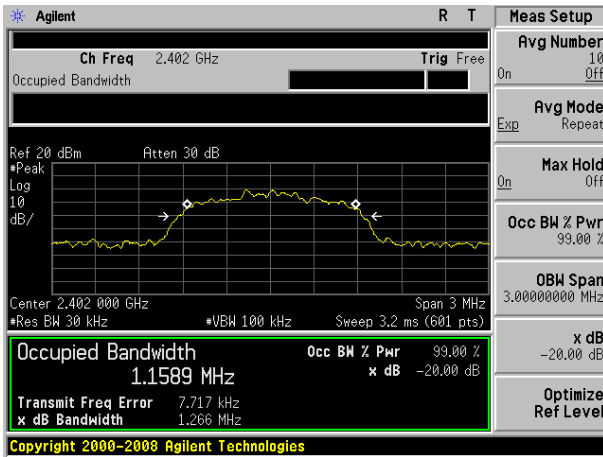 Agilent R T
Ch Freq 2.402 GHz Trig Free
Occupied Bandwidth
Ref 20 dBm Atten 30 dB
#Peak
Log
10
dB/
Center 2.402 000 GHz Span 3 MHz
#Res BW 30 kHz #VBW 100 kHz Sweep 3.2 ms (601 pts)
Occupied Bandwidth Occ BW % Pwr 99.00 %
1.1589 MHz x dB -20.00 dB
Transmit Freq Error 7.717 kHz
x dB Bandwidth 1.266 MHz
Copyright 2000-2008 Agilent Technologies
Meas Setup
Avg Number
10
On Off
Avg Mode
Exp Repeat
Max Hold
On Off
Occ BW % Pwr
99.00 %
OBW Span
3.00000000 MHz
x dB
-20.00 dB
Optimize
Ref Level